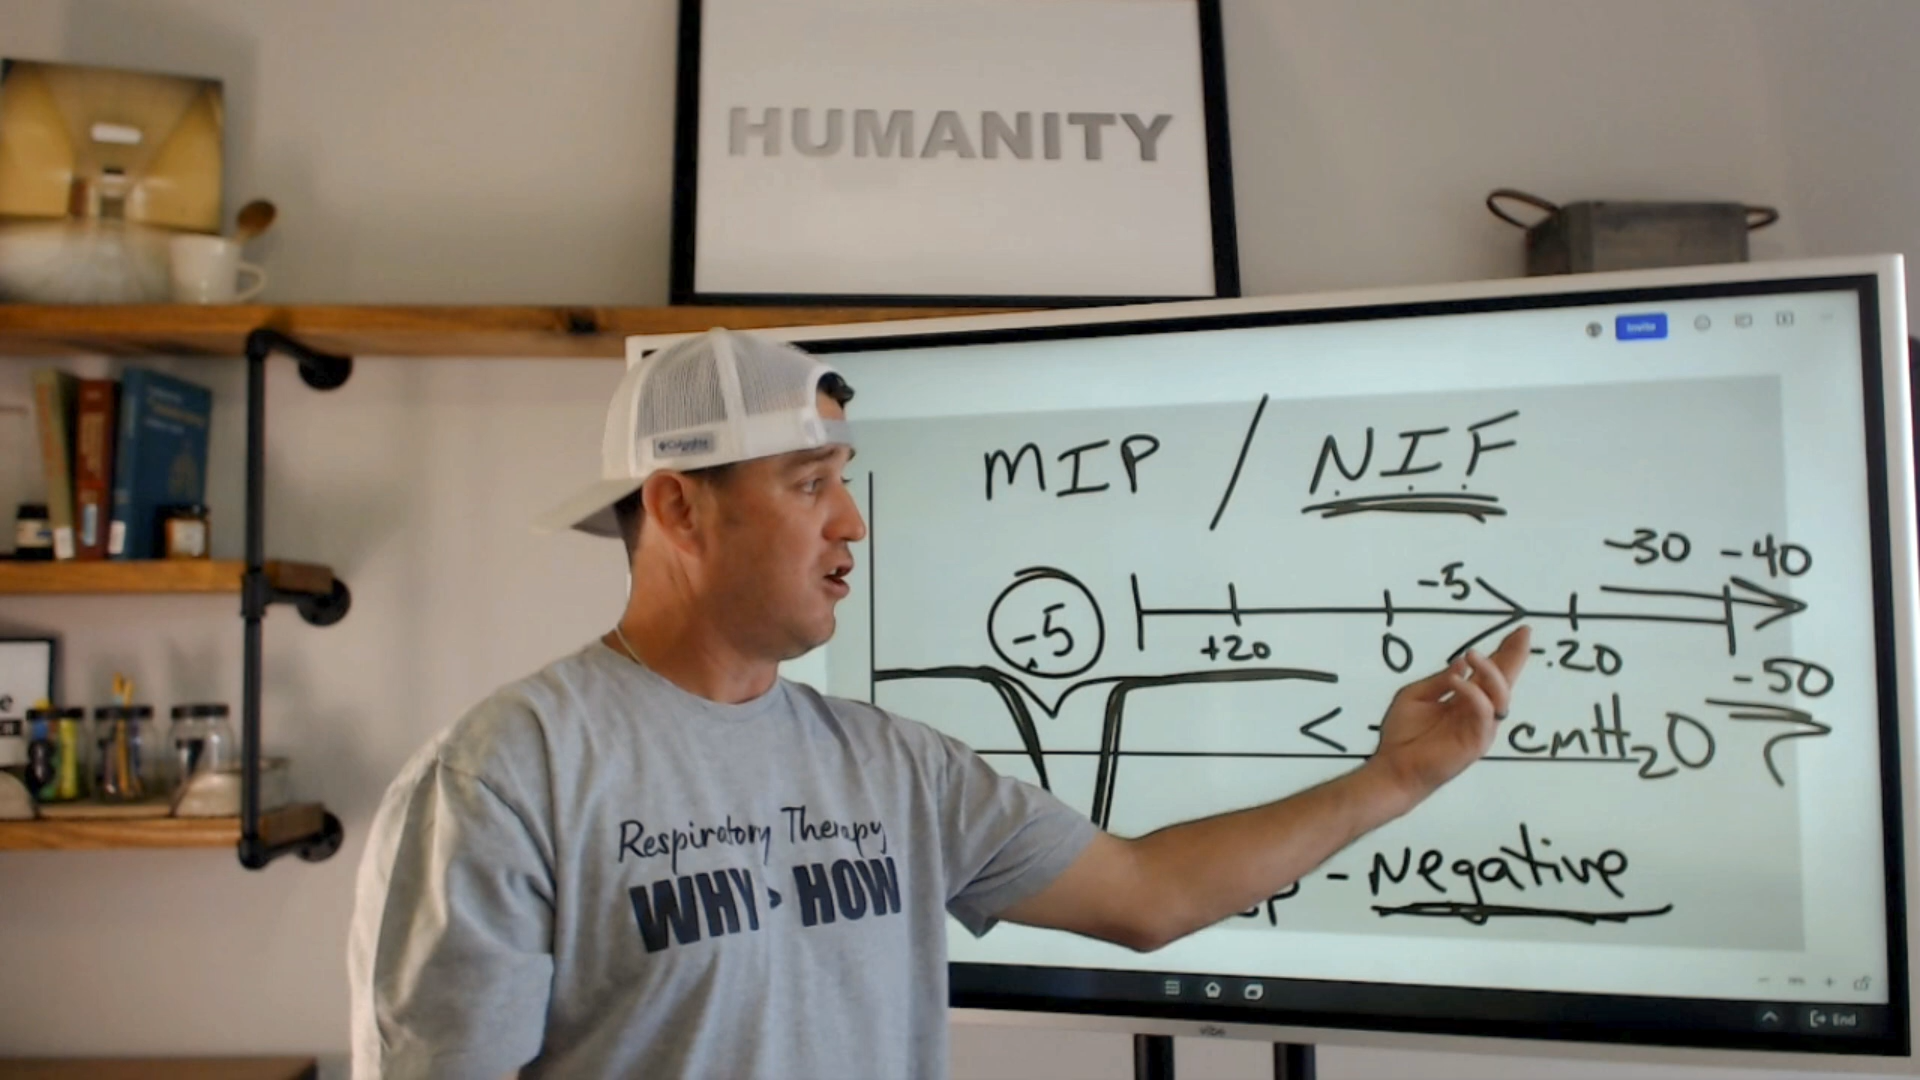 HUMANITY
Invite
MIP / NIF
-30 -40
-5
-5
+20 0 -20
-50
< - cmH₂O
- Negative
Respiratory Therapy
WHY > HOW
vibe
End